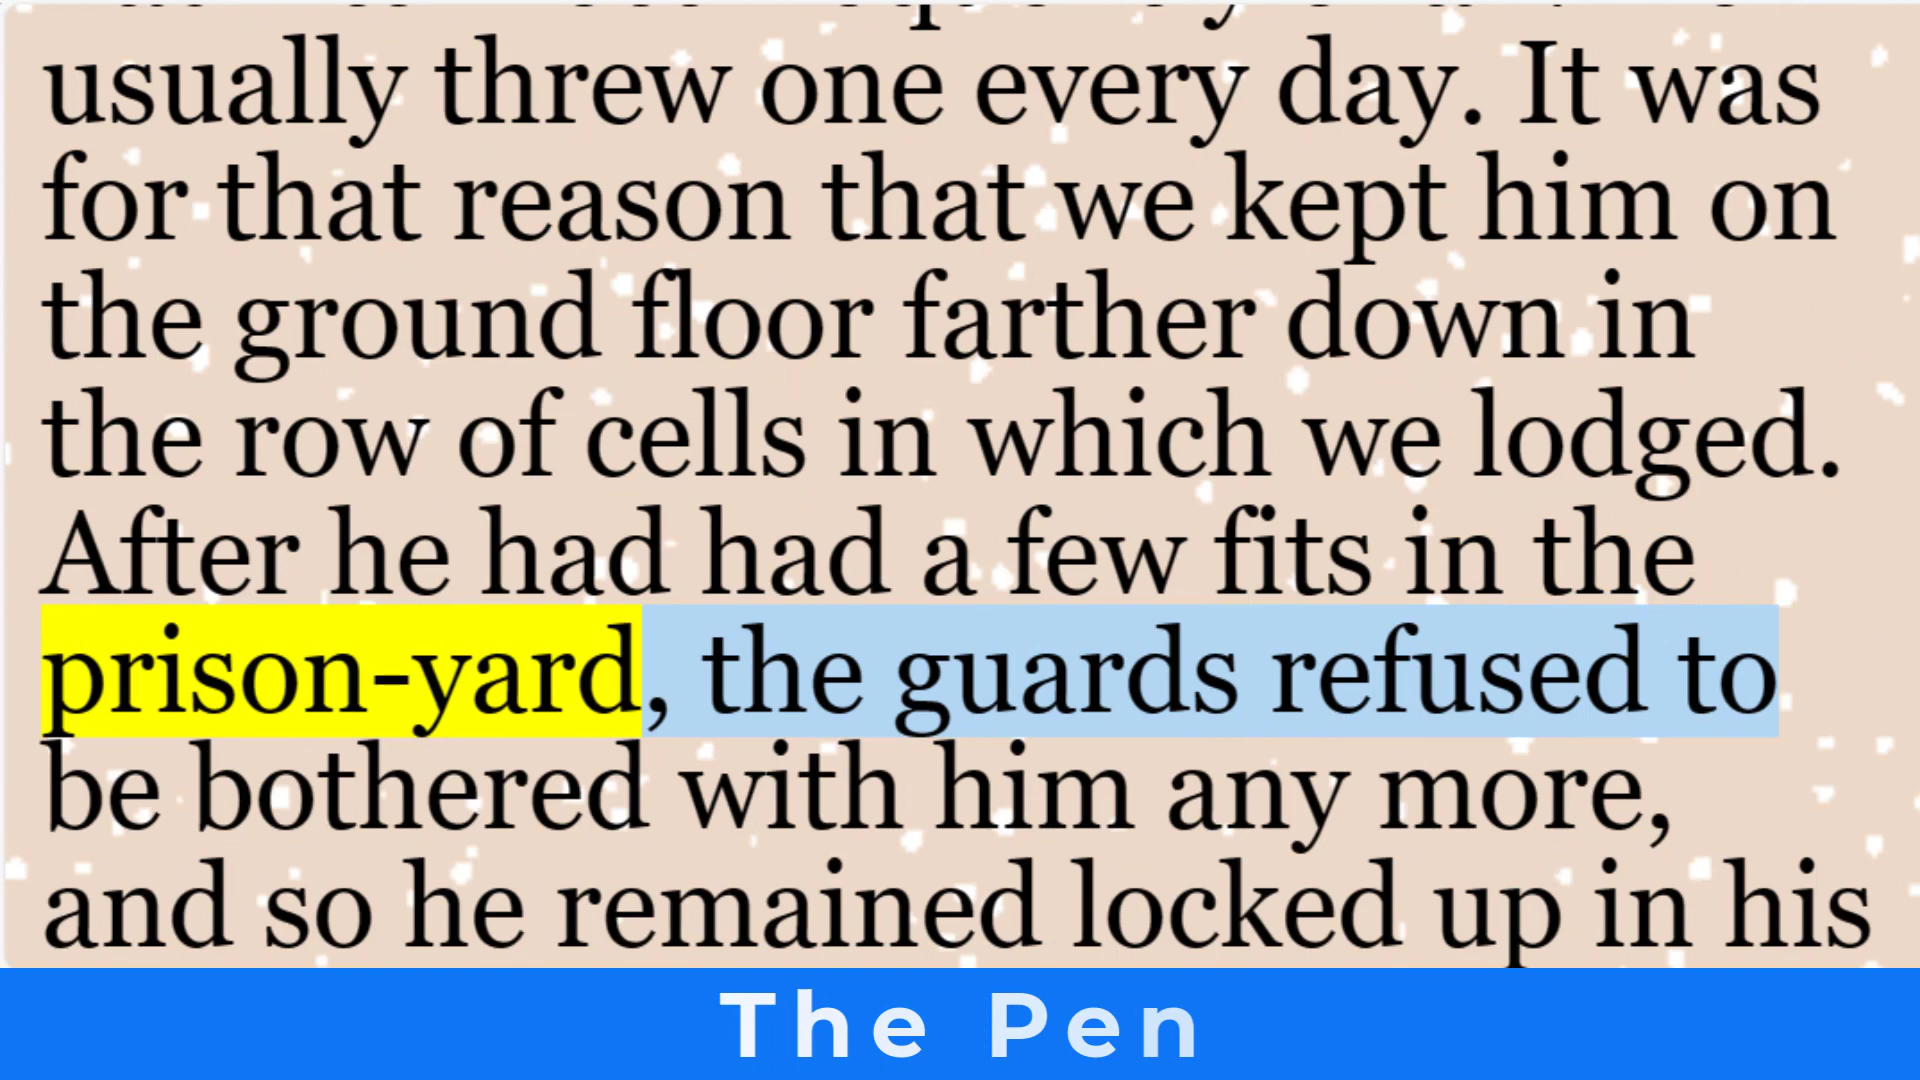 usually threw one every day. It was
for that reason that we kept him on
the ground floor farther down in
the row of cells in which we lodged.
After he had had a few fits in the
prison-yard, the guards refused to
be bothered with him any more,
and so he remained locked up in his
The Pen